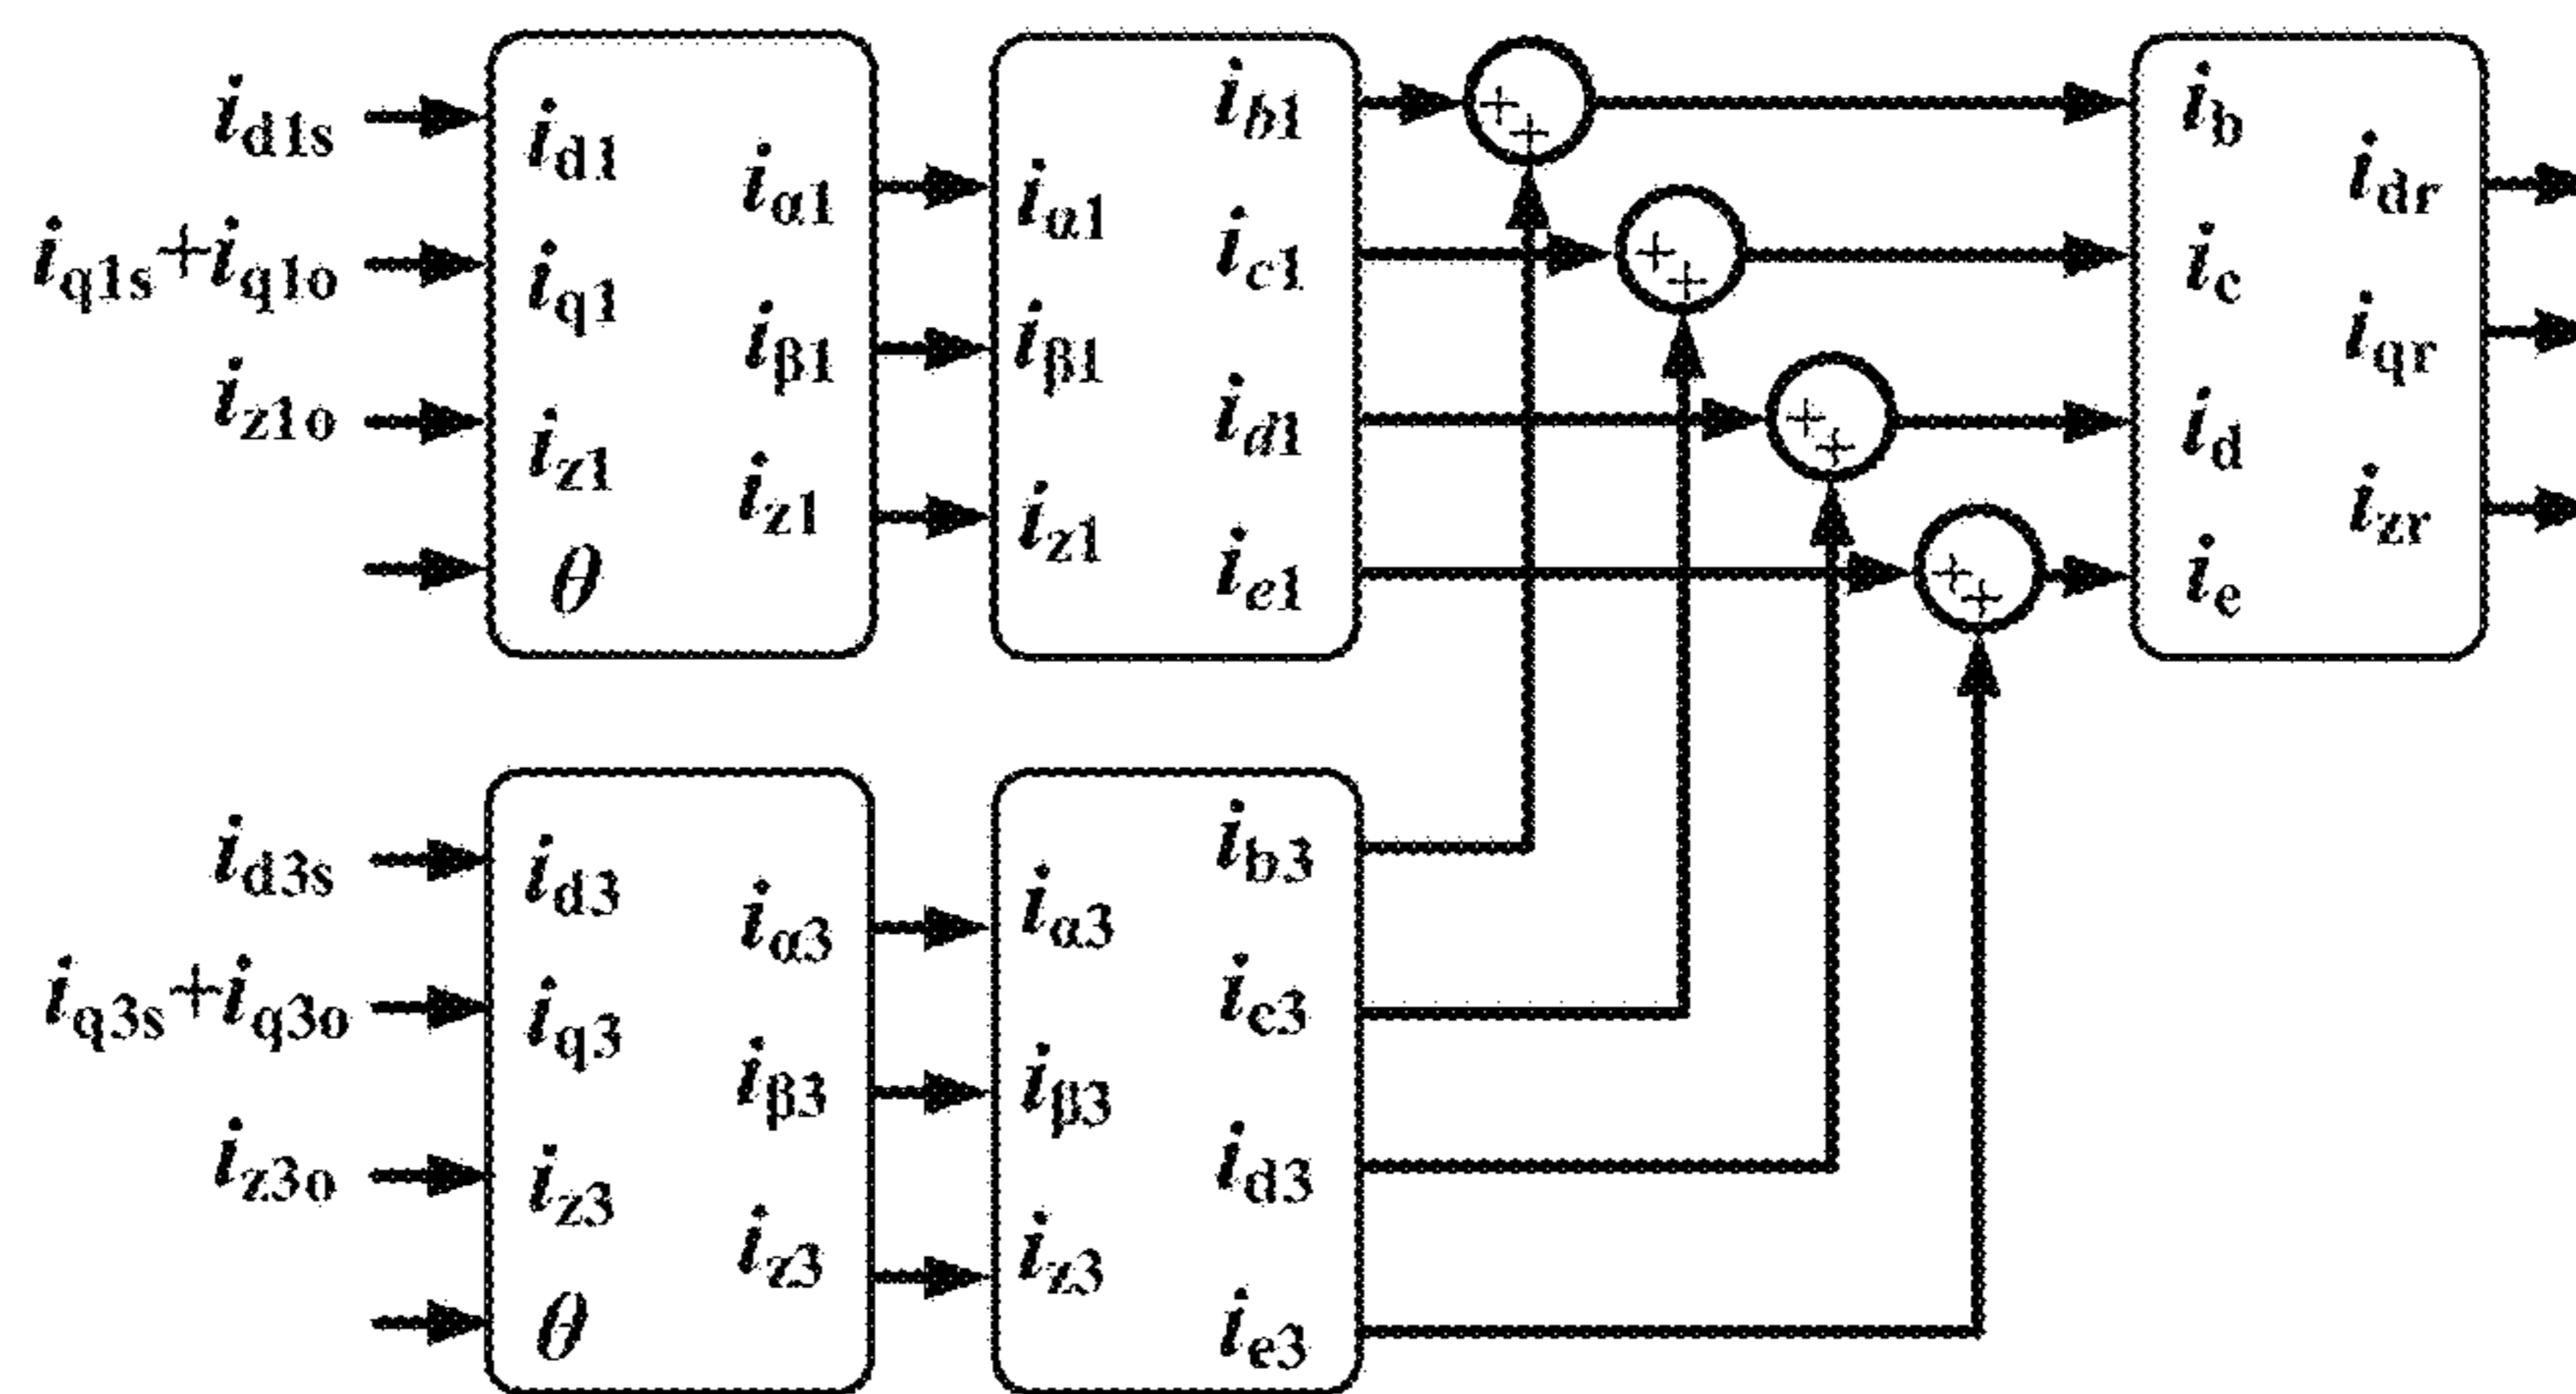 i_d1s
i_q1s+i_q1o
i_z1o
i_d1
i_q1
i_z1
θ
i_α1
i_β1
i_z1
i_α1
i_β1
i_z1
i_b1
i_c1
i_d1
i_e1
+ +
+ +
+ +
+ +
i_b
i_c
i_d
i_e
i_dr
i_qr
i_zr
i_d3s
i_q3s+i_q3o
i_z3o
i_d3
i_q3
i_z3
θ
i_α3
i_β3
i_z3
i_α3
i_β3
i_z3
i_b3
i_c3
i_d3
i_e3